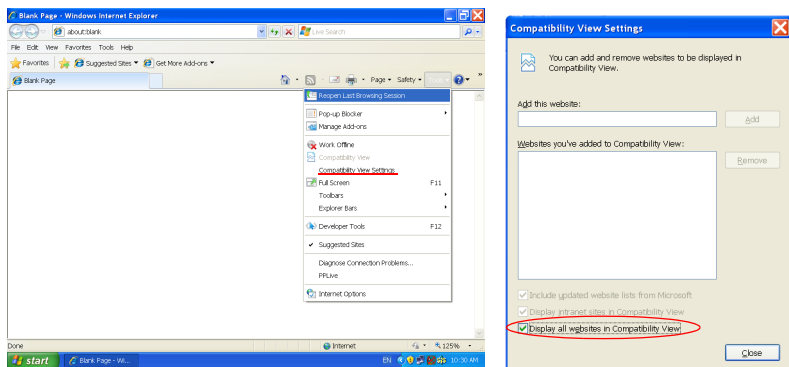 Blank Page - Windows Internet Explorer
about:blank
Live Search
File Edit View Favorites Tools Help
Favorites Suggested Sites Get More Add-ons
Blank Page
Page Safety
Reopen Last Browsing Session
Pop-up Blocker
Manage Add-ons
Work Offline
Compatibility View
Compatibility View Settings
Full Screen F11
Toolbars
Explorer Bars
Developer Tools F12
Suggested Sites
Diagnose Connection Problems...
PPLive
Internet Options
Done Internet 125%
start Blank Page - Wi... EN 10:30 AM
Compatibility View Settings
You can add and remove websites to be displayed in
Compatibility View.
Add this website:
Add
Websites you've added to Compatibility View:
Remove
Include updated website lists from Microsoft
Display intranet sites in Compatibility View
Display all websites in Compatibility View
Close